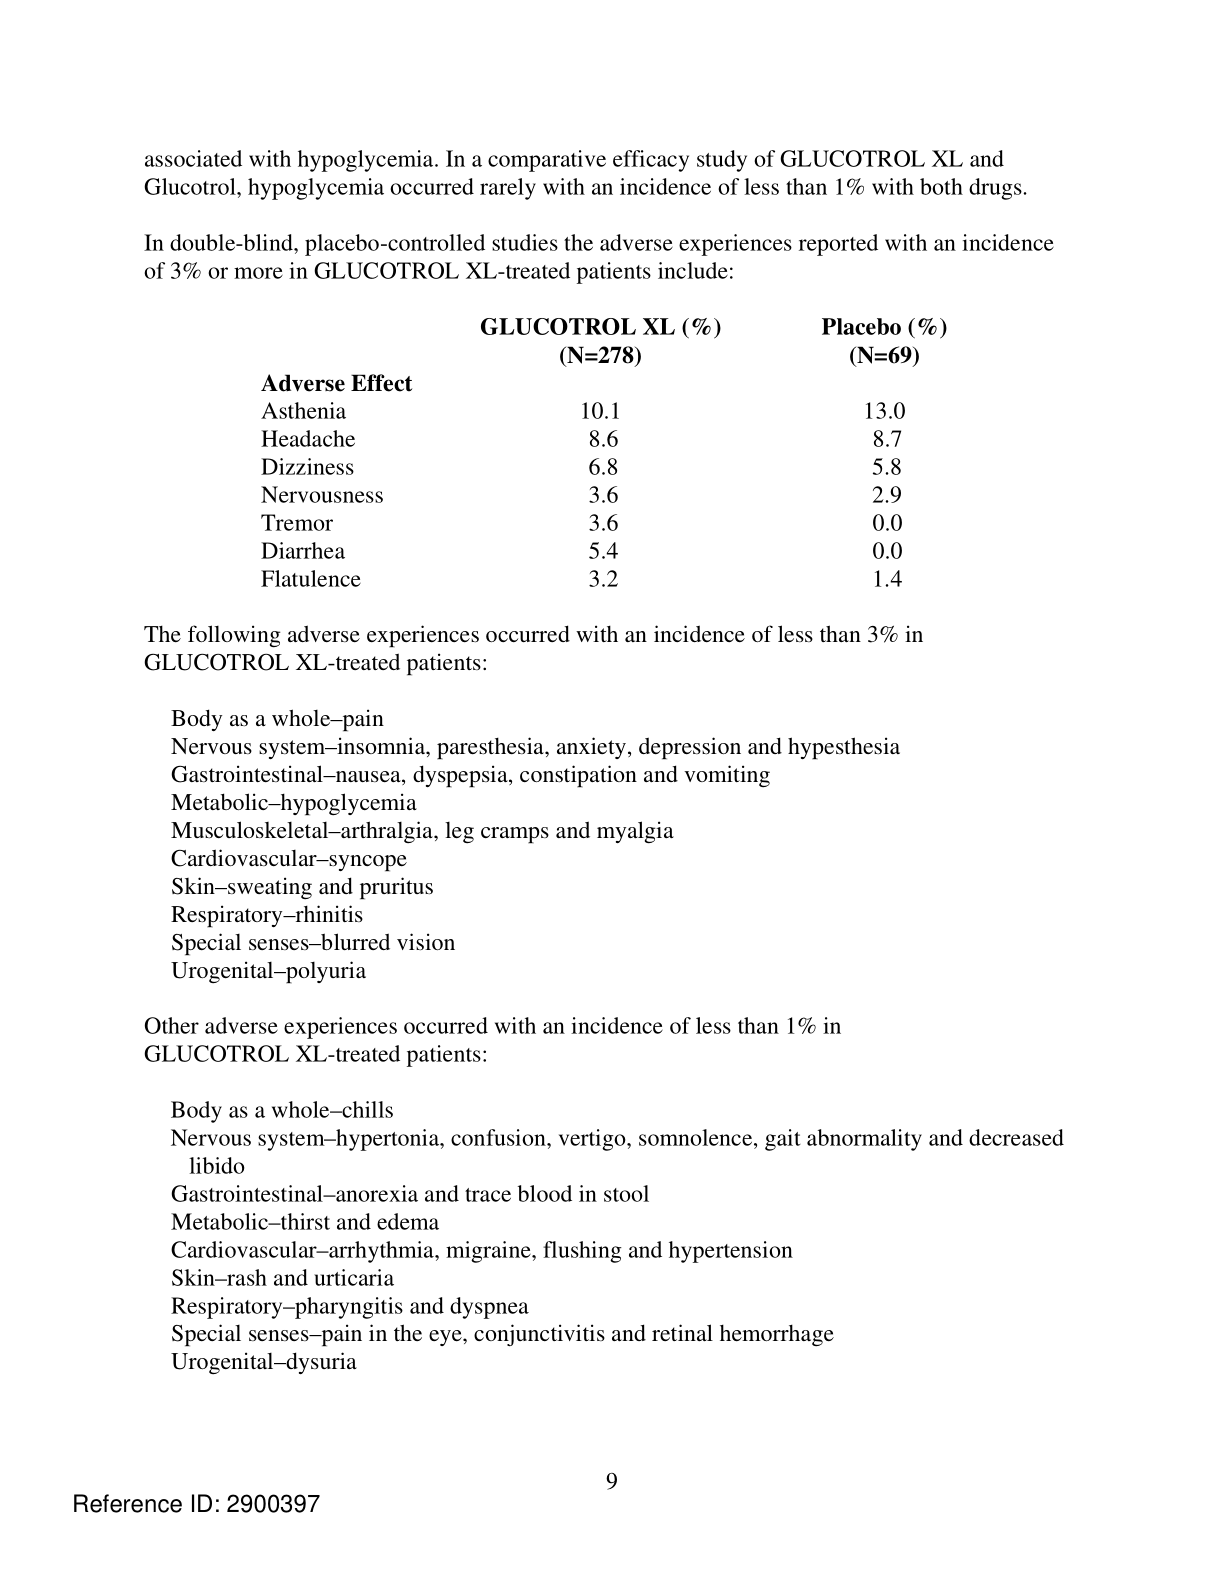 associated with hypoglycemia. In a comparative efficacy study of GLUCOTROL XL and
Glucotrol, hypoglycemia occurred rarely with an incidence of less than 1% with both drugs.
In double-blind, placebo-controlled studies the adverse experiences reported with an incidence
of 3% or more in GLUCOTROL XL-treated patients include:
GLUCOTROL XL (%) Placebo (%)
(N=278) (N=69)
Adverse Effect
Asthenia 10.1 13.0
Headache 8.6 8.7
Dizziness 6.8 5.8
Nervousness 3.6 2.9
Tremor 3.6 0.0
Diarrhea 5.4 0.0
Flatulence 3.2 1.4
The following adverse experiences occurred with an incidence of less than 3% in
GLUCOTROL XL-treated patients:
Body as a whole–pain
Nervous system–insomnia, paresthesia, anxiety, depression and hypesthesia
Gastrointestinal–nausea, dyspepsia, constipation and vomiting
Metabolic–hypoglycemia
Musculoskeletal–arthralgia, leg cramps and myalgia
Cardiovascular–syncope
Skin–sweating and pruritus
Respiratory–rhinitis
Special senses–blurred vision
Urogenital–polyuria
Other adverse experiences occurred with an incidence of less than 1% in
GLUCOTROL XL-treated patients:
Body as a whole–chills
Nervous system–hypertonia, confusion, vertigo, somnolence, gait abnormality and decreased
libido
Gastrointestinal–anorexia and trace blood in stool
Metabolic–thirst and edema
Cardiovascular–arrhythmia, migraine, flushing and hypertension
Skin–rash and urticaria
Respiratory–pharyngitis and dyspnea
Special senses–pain in the eye, conjunctivitis and retinal hemorrhage
Urogenital–dysuria
9
Reference ID: 2900397